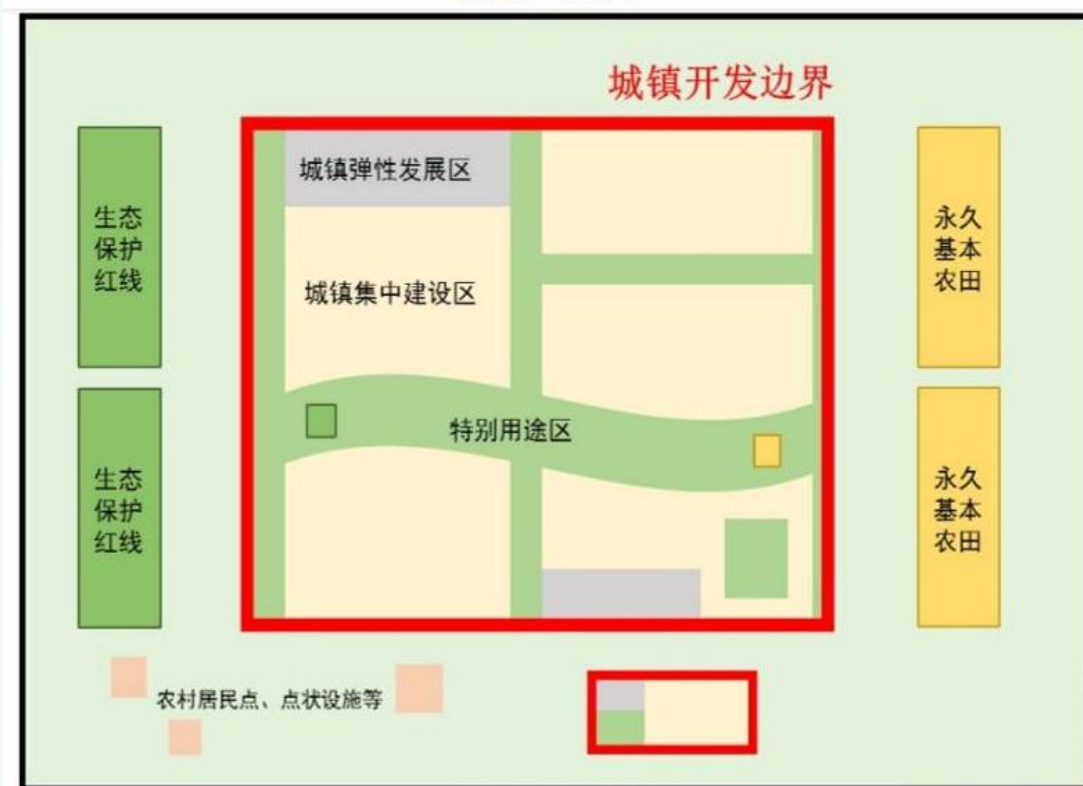 城镇开发边界
城镇弹性发展区
生态
保护
红线
永久
基本
农田
城镇集中建设区
特别用途区
生态
保护
红线
永久
基本
农田
农村居民点、点状设施等